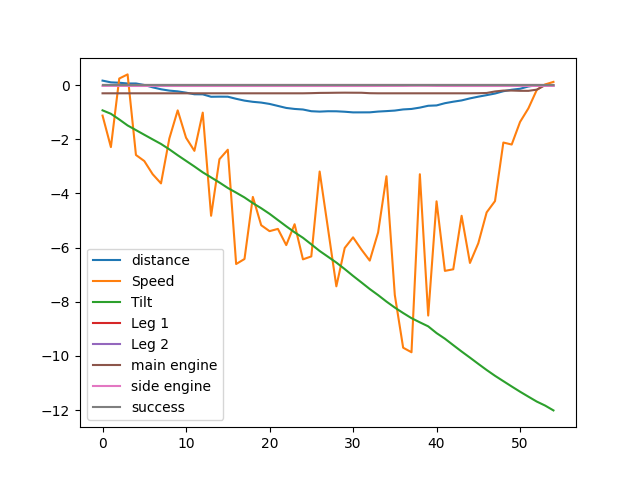 0
−2
−4
−6
−8
−10
−12
distance
Speed
Tilt
Leg 1
Leg 2
main engine
side engine
success
0 10 20 30 40 50